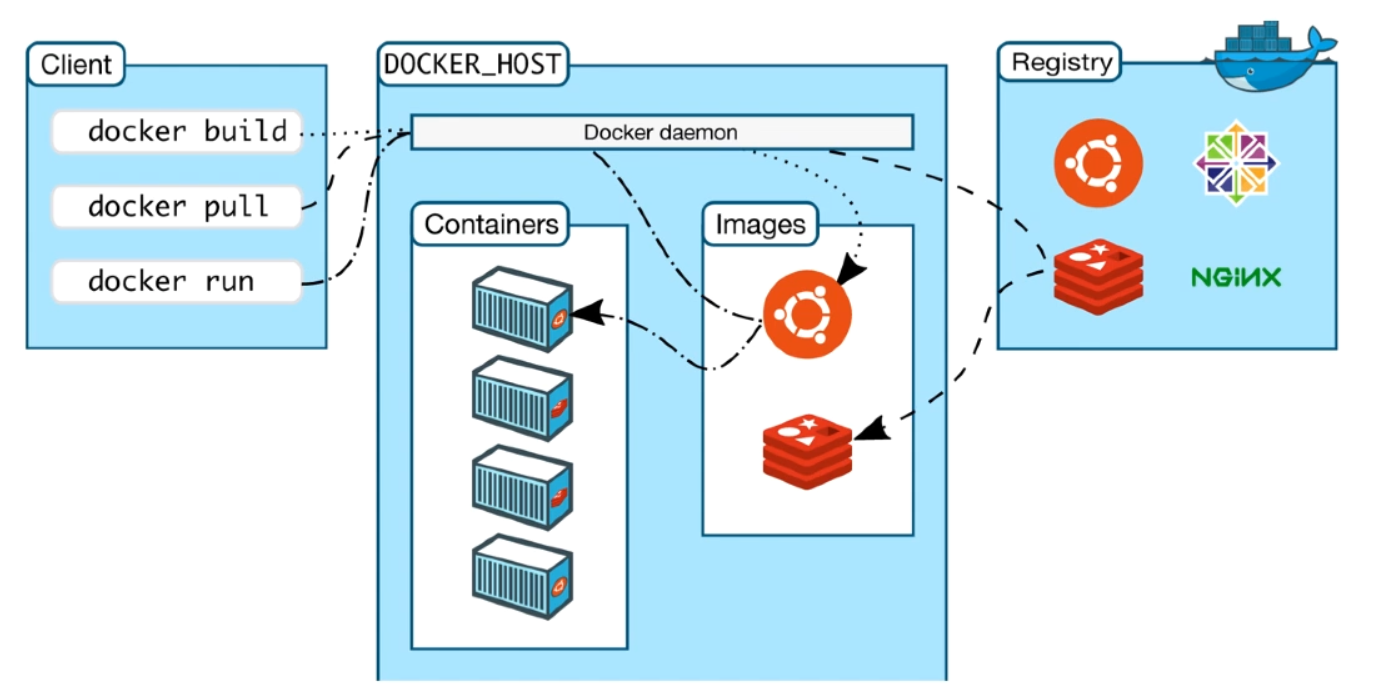 Client
docker build
docker pull
docker run
DOCKER_HOST
Docker daemon
Containers
Images
Registry
NGiNX